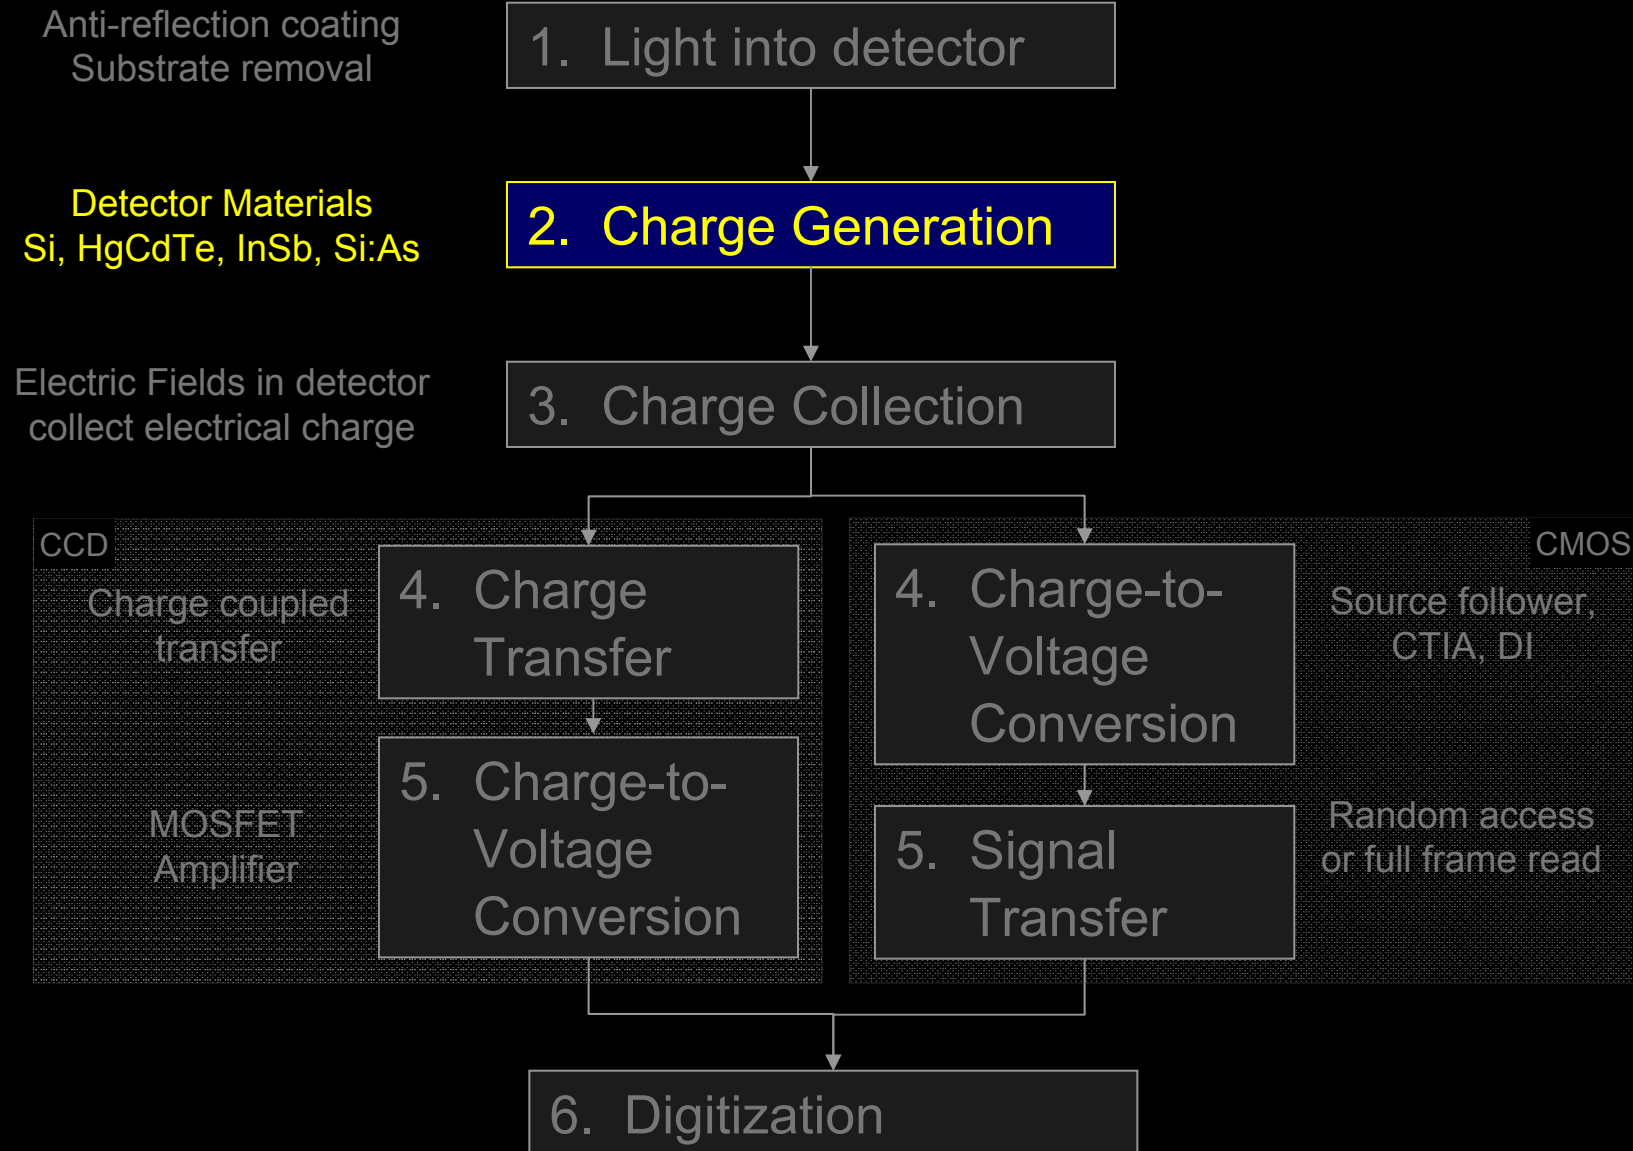 Anti-reflection coating
Substrate removal
1. Light into detector
Detector Materials
Si, HgCdTe, InSb, Si:As
2. Charge Generation
Electric Fields in detector
collect electrical charge
3. Charge Collection
CCD
Charge coupled
transfer
4. Charge
Transfer
MOSFET
Amplifier
5. Charge-to-
Voltage
Conversion
CMOS
4. Charge-to-
Voltage
Conversion
Source follower,
CTIA, DI
5. Signal
Transfer
Random access
or full frame read
6. Digitization